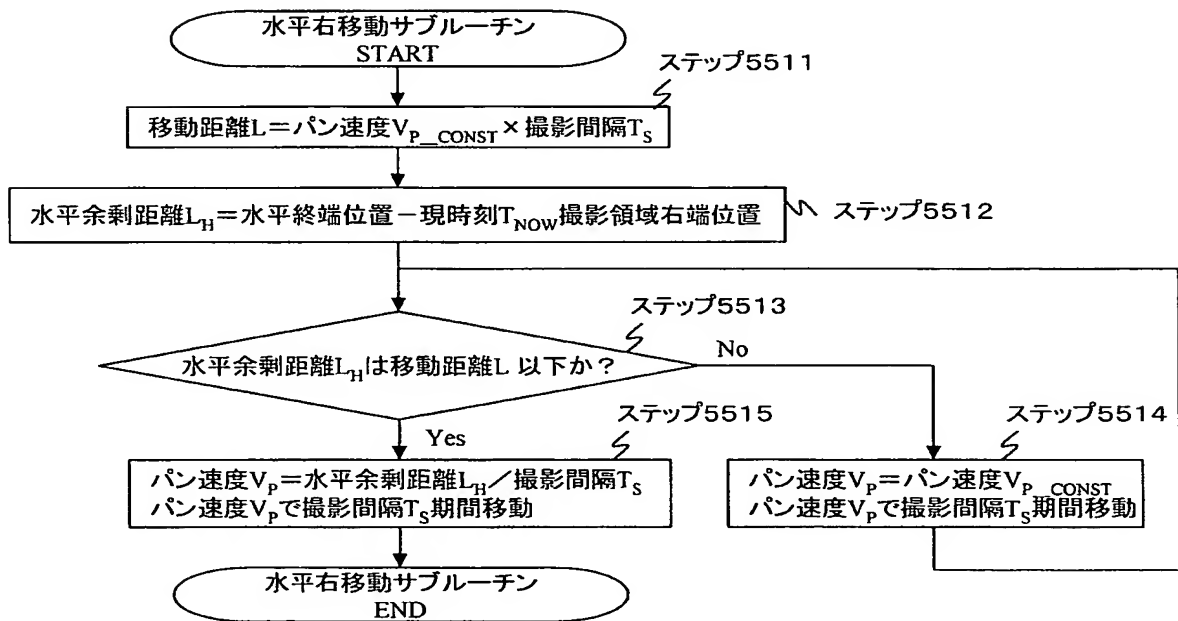 水平右移動サブルーチン
START
ステップ5511
移動距離L＝パン速度V_P_CONST×撮影間隔T_S
水平余剰距離L_H＝水平終端位置－現時刻T_NOW撮影領域右端位置
ステップ5512
ステップ5513
水平余剰距離L_Hは移動距離L 以下か？
No
Yes
ステップ5515
ステップ5514
パン速度V_P＝水平余剰距離L_H／撮影間隔T_S
パン速度V_Pで撮影間隔T_S期間移動
パン速度V_P＝パン速度V_P_CONST
パン速度V_Pで撮影間隔T_S期間移動
水平右移動サブルーチン
END